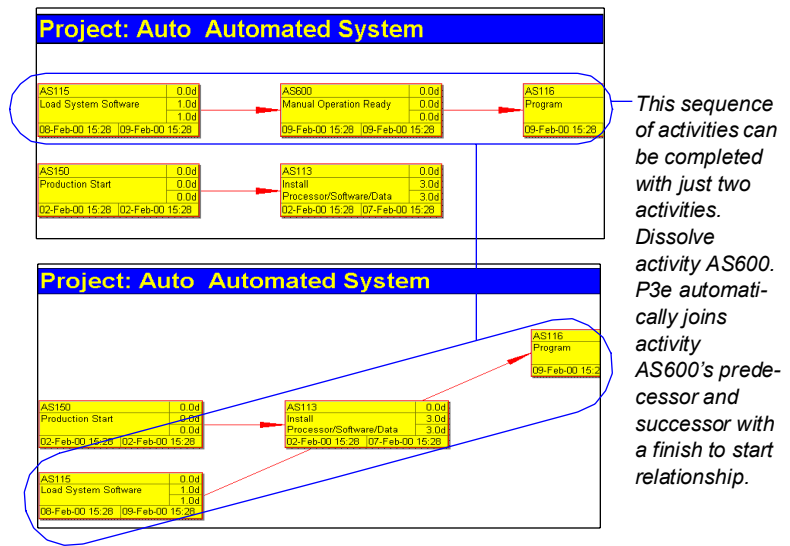 Project: Auto  Automated System
AS115 0.0d
Load System Software 1.0d
1.0d
08-Feb-00 15:28 09-Feb-00 15:28
AS600 0.0d
Manual Operation Ready 0.0d
0.0d
09-Feb-00 15:28 09-Feb-00 15:28
AS116
Program
09-Feb-00 15:28
AS150 0.0d
Production Start 0.0d
0.0d
02-Feb-00 15:28 02-Feb-00 15:28
AS113 0.0d
Install 3.0d
Processor/Software/Data 3.0d
02-Feb-00 15:28 07-Feb-00 15:28
This sequence
of activities can
be completed
with just two
activities.
Dissolve
activity AS600.
P3e automati-
cally joins
activity
AS600's prede-
cessor and
successor with
a finish to start
relationship.
Project: Auto  Automated System
AS116
Program
09-Feb-00 15:2
AS150 0.0d
Production Start 0.0d
0.0d
02-Feb-00 15:28 02-Feb-00 15:28
AS113 0.0d
Install 3.0d
Processor/Software/Data 3.0d
02-Feb-00 15:28 07-Feb-00 15:28
AS115 0.0d
Load System Software 1.0d
1.0d
08-Feb-00 15:28 09-Feb-00 15:28